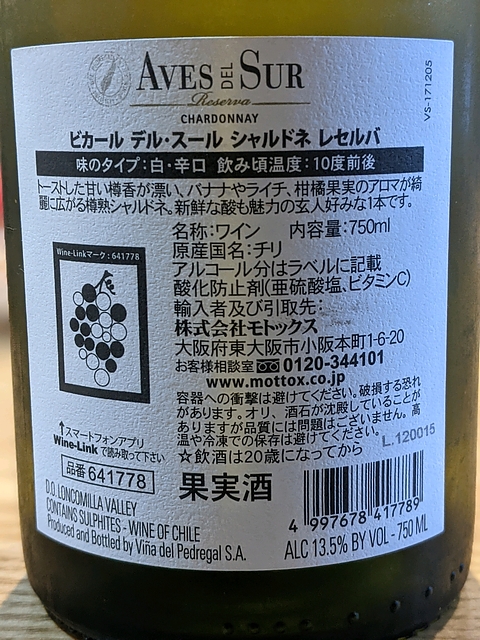 AVES DEL SUR
Reserva
CHARDONNAY
VS-171205
ビカール デル・スール シャルドネ レセルバ
味のタイプ：白・辛口 飲み頃温度：10度前後
トーストした甘い樽香が漂い、バナナやライチ、柑橘果実のアロマが綺
麗に広がる樽熟シャルドネ。新鮮な酸も魅力の玄人好みな1本です。
名称：ワイン 内容量：750ml
原産国名：チリ
アルコール分はラベルに記載
酸化防止剤(亜硫酸塩、ビタミンC)
輸入者及び引取先：
株式会社モトックス
大阪府東大阪市小阪本町1-6-20
お客様相談室 0120-344101
www.mottox.co.jp
容器への衝撃は避けてください。破損する恐れ
があります。オリ、酒石が沈殿していることが
ありますが品質には問題はございません。高
温や冷凍での保存は避けてください。
L.120015
☆飲酒は20歳になってから
Wine-Linkマーク：641778
↑スマートフォンアプリ
Wine-Linkで読み取って下さい
品番 641778
果実酒
D.O. LONCOMILLA VALLEY
CONTAINS SULPHITES - WINE OF CHILE
Produced and Bottled by Viña del Pedregal S.A.
4 997678 417789
ALC 13.5% BY VOL - 750 ML